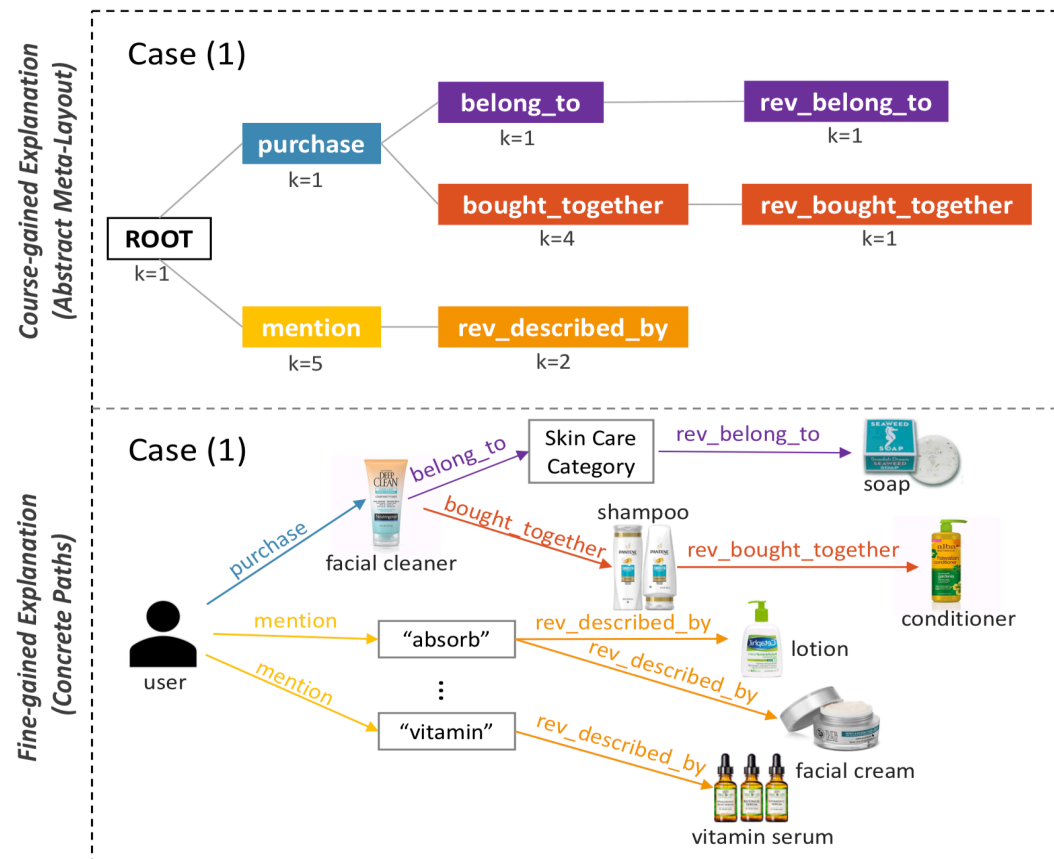 Course-gained Explanation
(Abstract Meta-Layout)
Case (1)
belong_to
k=1
rev_belong_to
k=1
purchase
k=1
bought_together
k=4
rev_bought_together
k=1
ROOT
k=1
mention
k=5
rev_described_by
k=2
Fine-gained Explanation
(Concrete Paths)
Case (1)
belong_to
Skin Care
Category
rev_belong_to
SEAWEED
SOAP
soap
DEEP
CLEAN
facial cleaner
purchase
bought_together
shampoo
PANTENE
PANTENE
rev_bought_together
alba
conditioner
user
mention
“absorb”
rev_described_by
lotion
rev_described_by
facial cream
mention
⋮
“vitamin”
rev_described_by
vitamin serum